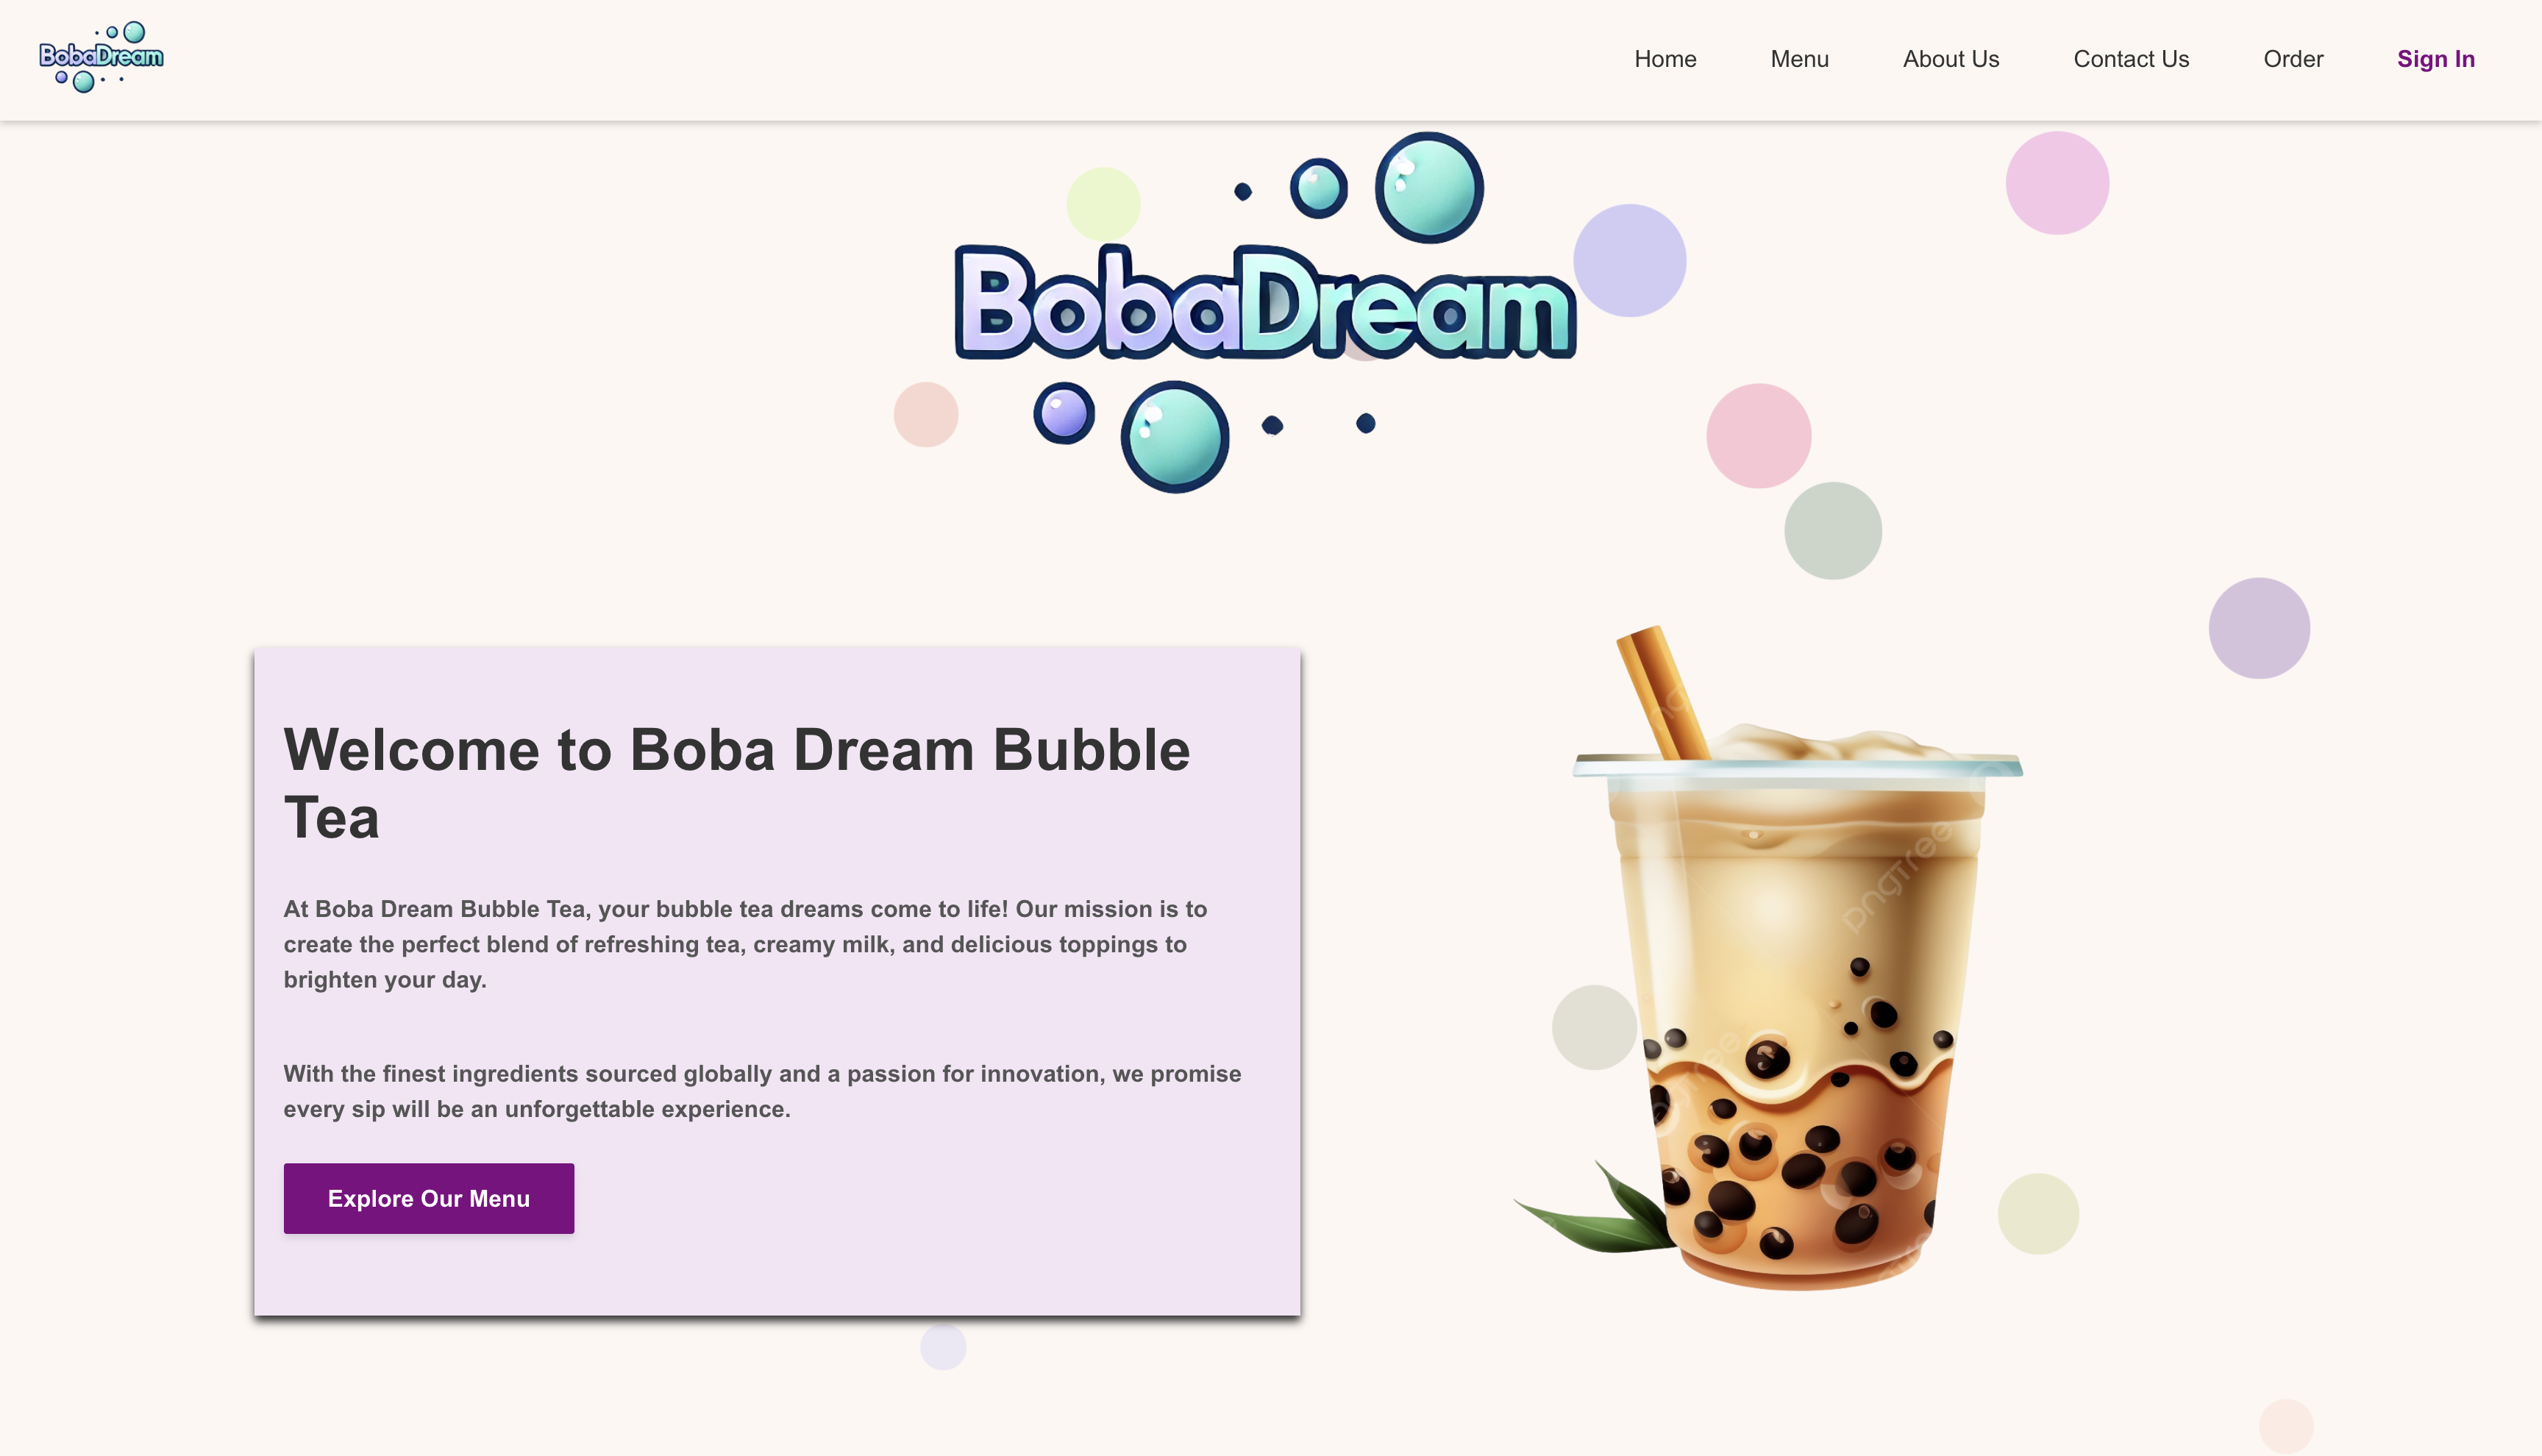 BobaDream
Home
Menu
About Us
Contact Us
Order
Sign In
BobaDream
Welcome to Boba Dream Bubble
Tea
At Boba Dream Bubble Tea, your bubble tea dreams come to life! Our mission is to
create the perfect blend of refreshing tea, creamy milk, and delicious toppings to
brighten your day.
With the finest ingredients sourced globally and a passion for innovation, we promise
every sip will be an unforgettable experience.
Explore Our Menu
pngtree